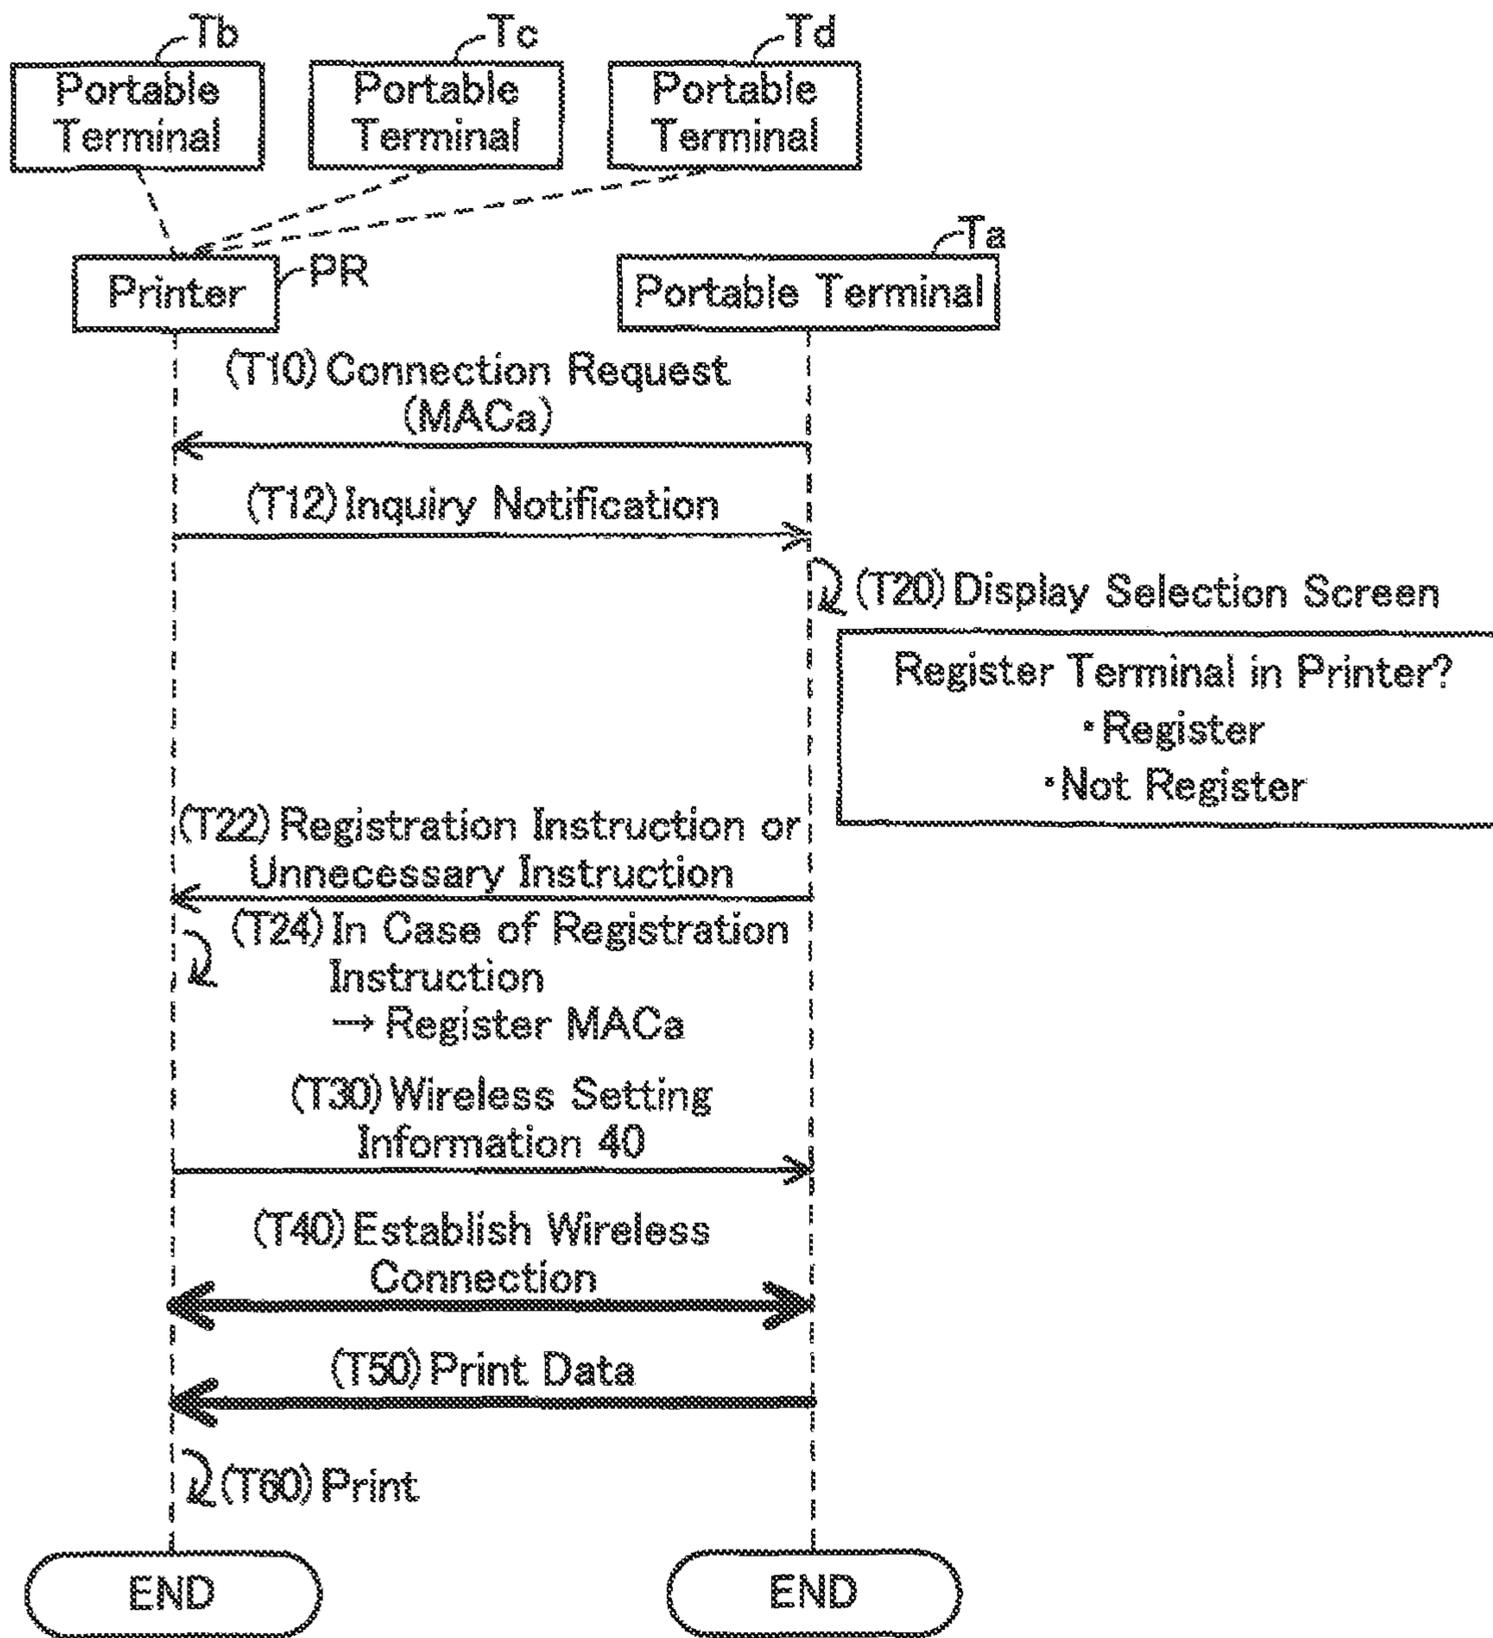 Tb
Tc
Td
Portable
Terminal
Portable
Terminal
Portable
Terminal
Ta
Printer
PR
Portable Terminal
(T10) Connection Request
(MACa)
(T12) Inquiry Notification
(T20) Display Selection Screen
Register Terminal in Printer?
・Register
・Not Register
(T22) Registration Instruction or
Unnecessary Instruction
(T24) In Case of Registration
Instruction
→ Register MACa
(T30) Wireless Setting
Information 40
(T40) Establish Wireless
Connection
(T50) Print Data
(T60) Print
END
END